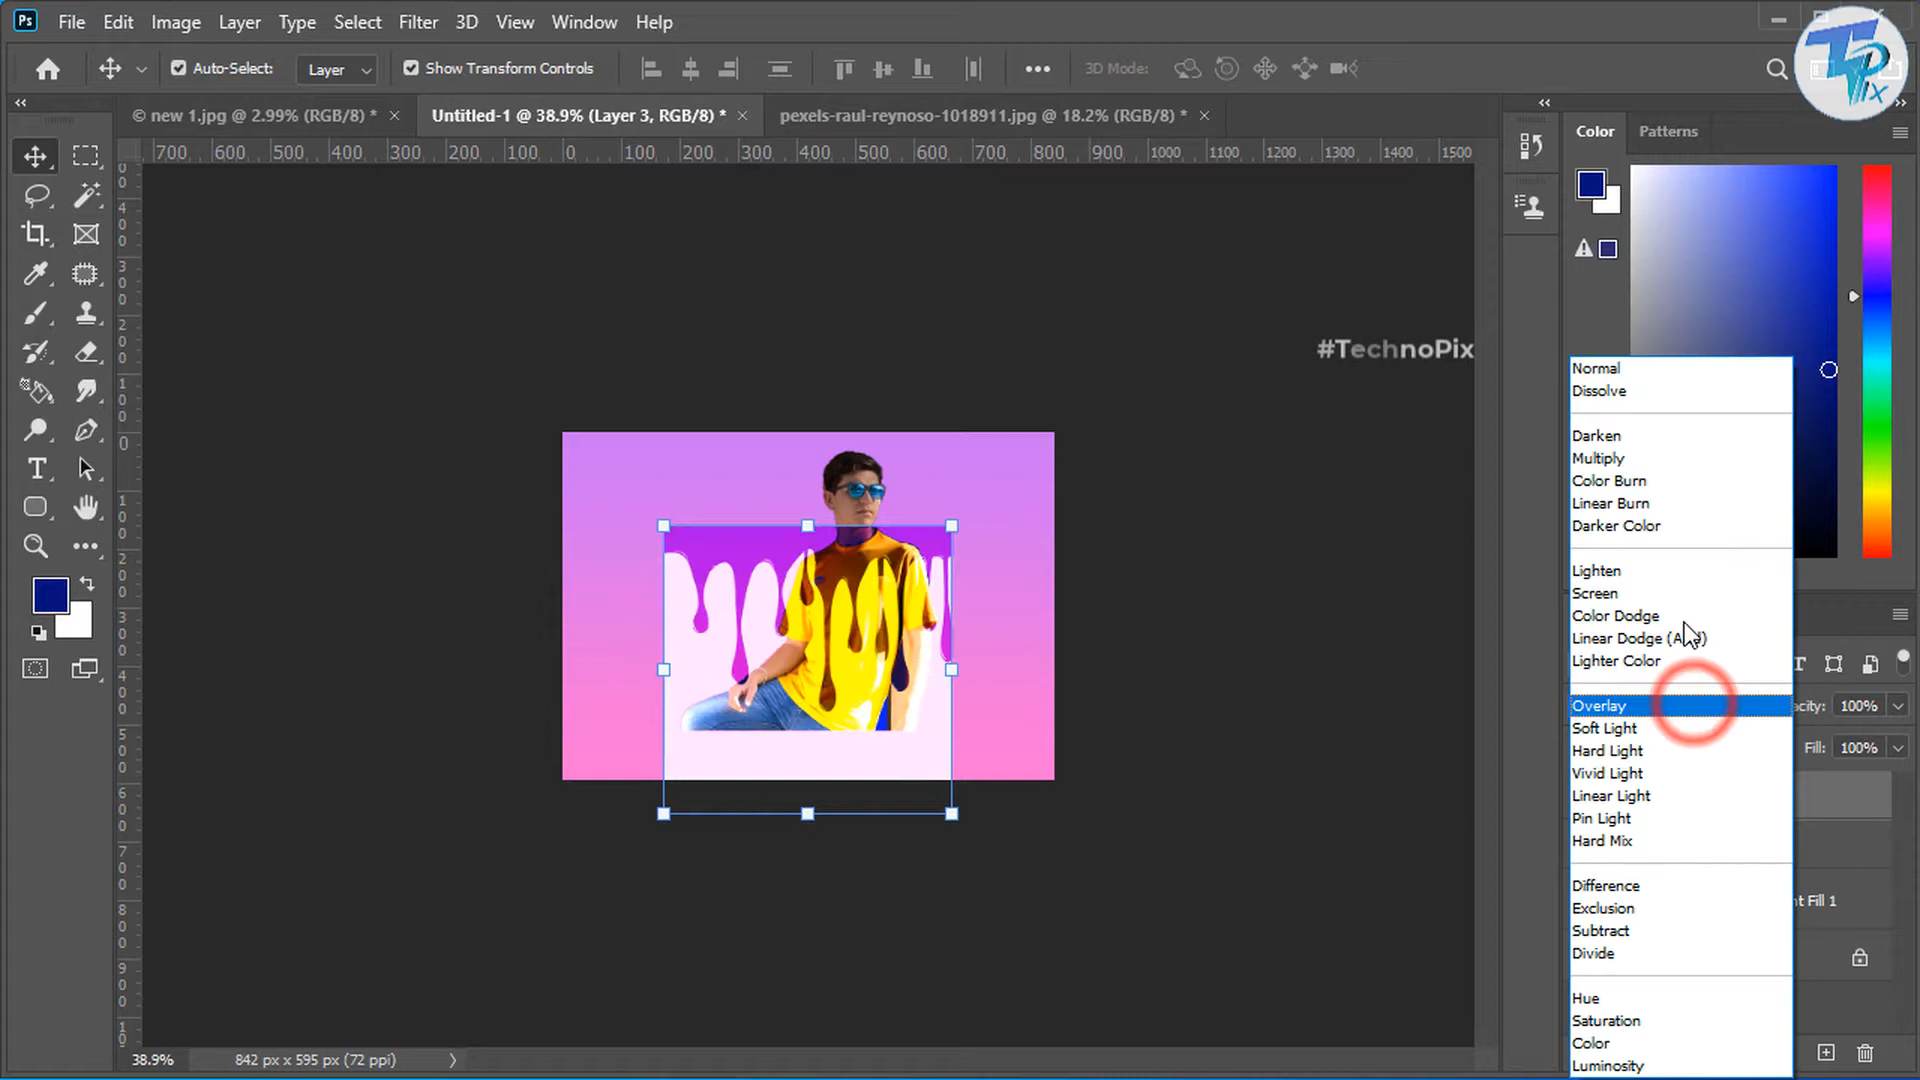 Ps File Edit Image Layer Type Select Filter 3D View Window Help
Auto-Select: Layer Show Transform Controls 3D Mode:
TPix
© new 1.jpg @ 2.99% (RGB/8) *
Untitled-1 @ 38.9% (Layer 3, RGB/8) *
pexels-raul-reynoso-1018911.jpg @ 18.2% (RGB/8) *
Color Patterns
700 600 500 400 300 200 100 0 100 200 300 400 500 600 700 800 900 1000 1100 1200 1300 1400 1500
#TechnoPix
Normal
Dissolve
Darken
Multiply
Color Burn
Linear Burn
Darker Color
Lighten
Screen
Color Dodge
Linear Dodge
Lighter Color
Overlay
acity: 100%
Soft Light
Hard Light
Fill: 100%
Vivid Light
Linear Light
Pin Light
Hard Mix
Difference
nt Fill 1
Exclusion
Subtract
Divide
Hue
Saturation
Color
Luminosity
38.9% 842 px x 595 px (72 ppi)